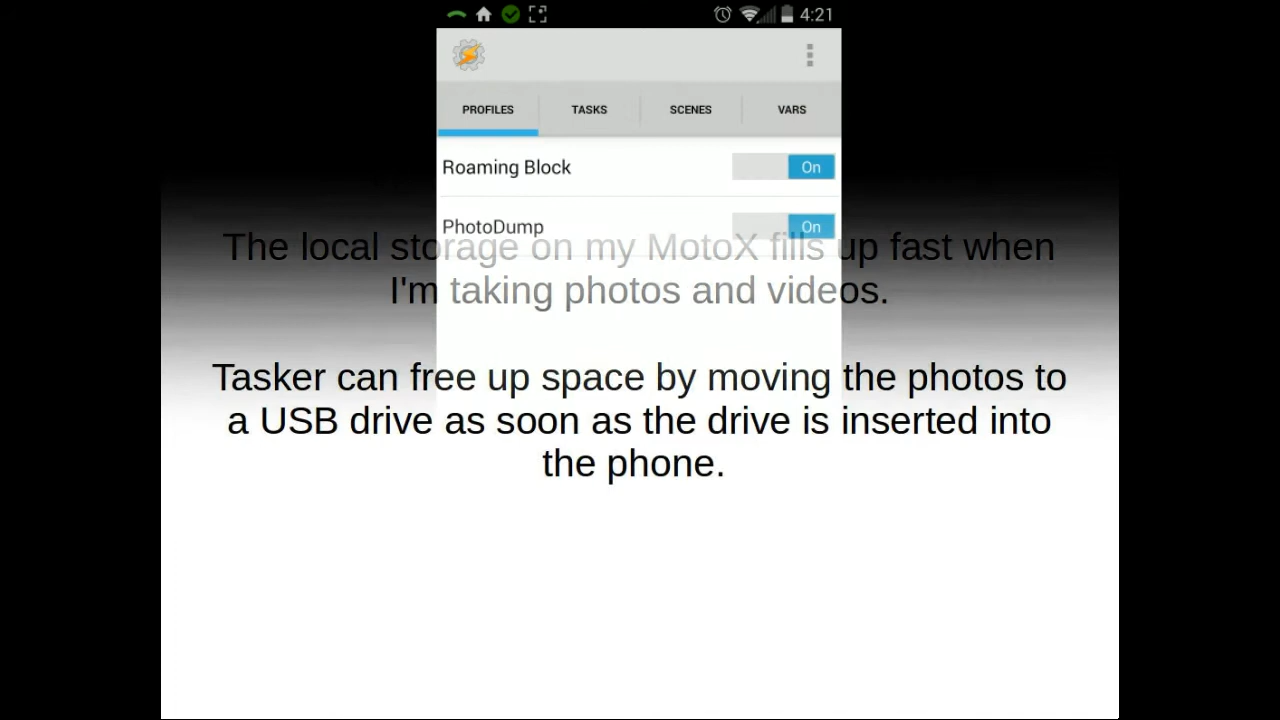 4:21
PROFILES TASKS SCENES VARS
Roaming Block On
PhotoDump On
The local storage on my MotoX fills up fast when
I'm taking photos and videos.
Tasker can free up space by moving the photos to
a USB drive as soon as the drive is inserted into
the phone.